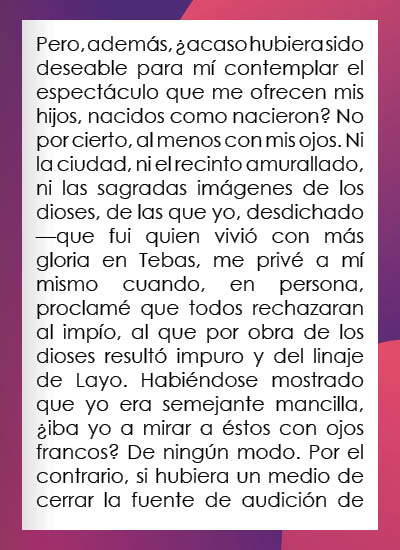 Pero, además, ¿acaso hubiera sido
deseable para mí contemplar el
espectáculo que me ofrecen mis
hijos, nacidos como nacieron? No
por cierto, al menos con mis ojos. Ni
la ciudad, ni el recinto amurallado,
ni las sagradas imágenes de los
dioses, de las que yo, desdichado
—que fui quien vivió con más
gloria en Tebas, me privé a mí
mismo cuando, en persona,
proclamé que todos rechazaran
al impío, al que por obra de los
dioses resultó impuro y del linaje
de Layo. Habiéndose mostrado
que yo era semejante mancilla,
¿iba yo a mirar a éstos con ojos
francos? De ningún modo. Por el
contrario, si hubiera un medio de
cerrar la fuente de audición de